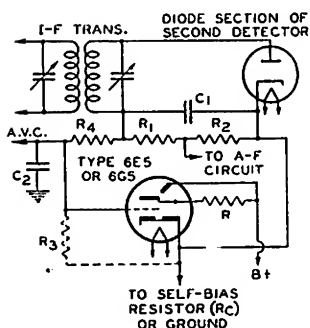 I-F TRANS.
DIODE SECTION OF
SECOND DETECTOR
C1
A.V.C.
R4
R1
R2
TO A-F
CIRCUIT
C2
TYPE 6E5
OR 6G5
R
R3
B+
TO SELF-BIAS
RESISTOR (RC)
OR GROUND